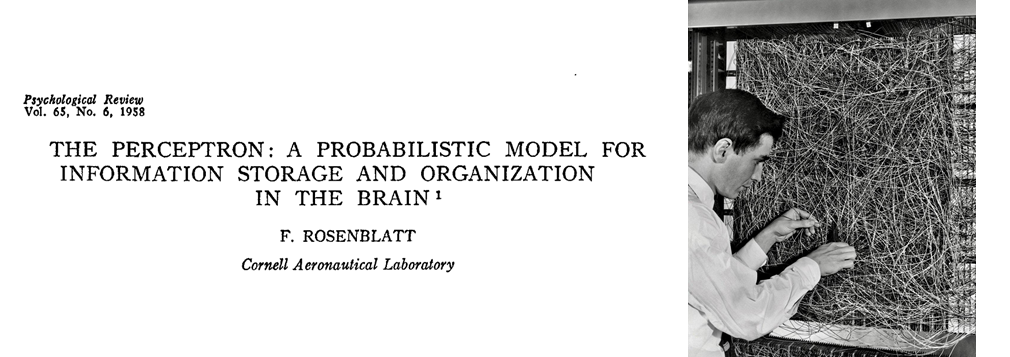 Psychological Review
Vol. 65, No. 6, 1958
THE PERCEPTRON: A PROBABILISTIC MODEL FOR
INFORMATION STORAGE AND ORGANIZATION
IN THE BRAIN¹
F. ROSENBLATT
Cornell Aeronautical Laboratory